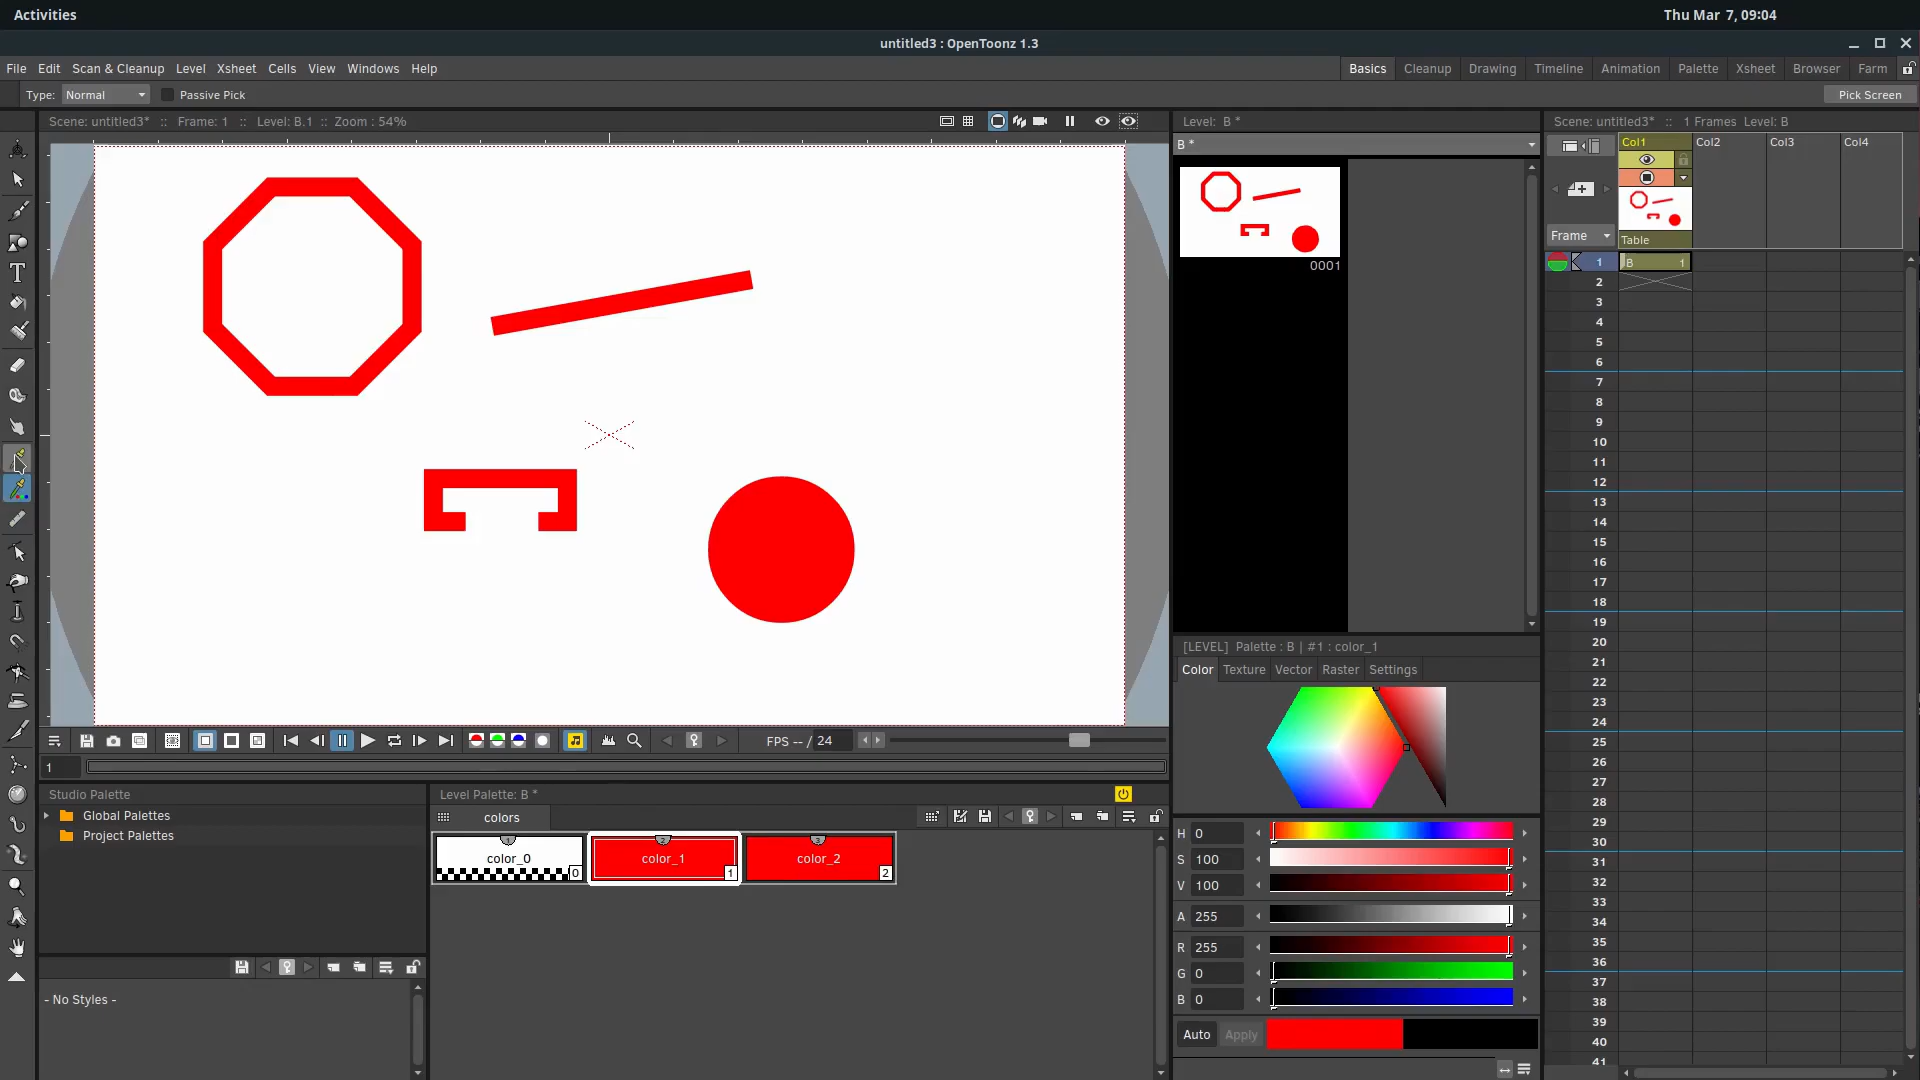 Activities
Thu Mar 7, 09:04
untitled3 : OpenToonz 1.3
File Edit Scan & Cleanup Level Xsheet Cells View Windows Help
Basics Cleanup Drawing Timeline Animation Palette Xsheet Browser Farm
Type: Normal Passive Pick
Pick Screen
Scene: untitled3* :: Frame: 1 :: Level: B.1 :: Zoom : 54%
Level: B *
B *
0001
Scene: untitled3* :: 1 Frames Level: B
Col1 Col2 Col3 Col4
Frame
Table
B 1
1
2
3
4
5
6
7
8
9
10
11
12
13
14
15
16
17
18
19
20
21
22
23
24
25
26
27
28
29
30
31
32
33
34
35
36
37
38
39
40
41
[LEVEL] Palette : B | #1 : color_1
Color Texture Vector Raster Settings
H 0
S 100
V 100
A 255
R 255
G 0
B 0
Auto Apply
FPS -- / 24
1
Studio Palette
Global Palettes
Project Palettes
- No Styles -
Level Palette: B *
colors
1 color_0 0
2 color_1 1
3 color_2 2